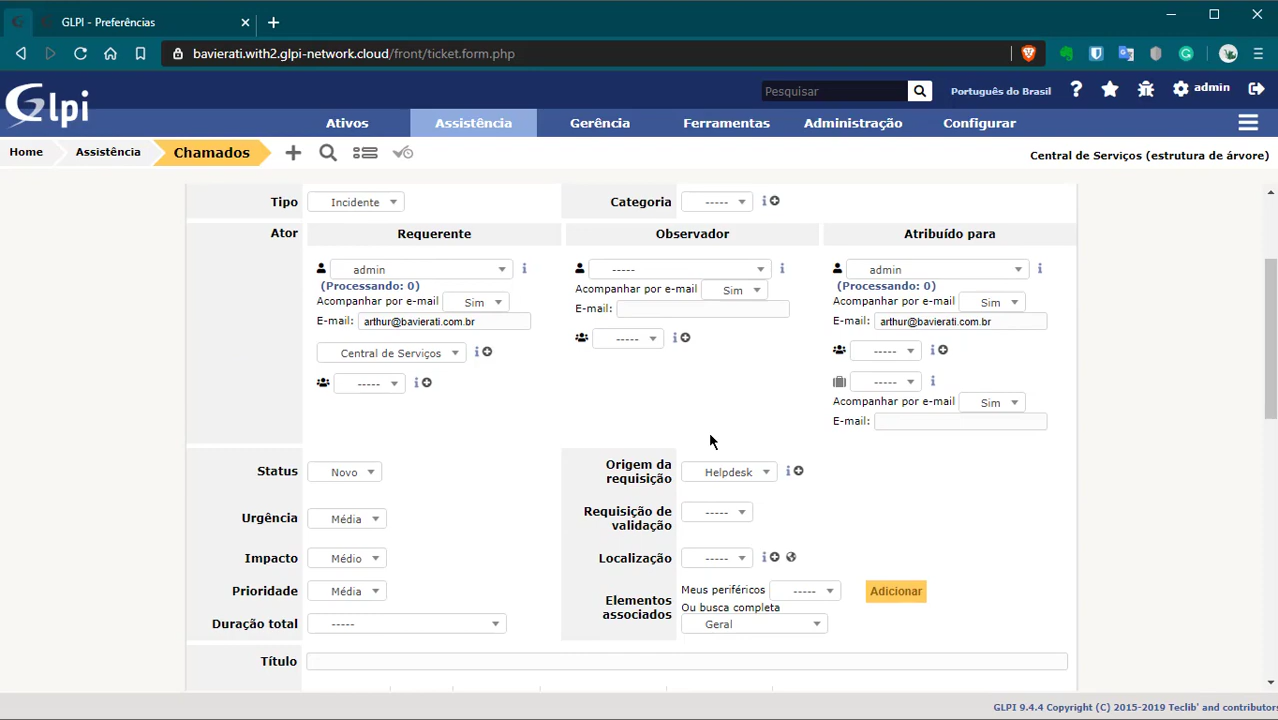 GLPI - Preferências
bavierati.with2.glpi-network.cloud/front/ticket.form.php
Glpi
Pesquisar
Português do Brasil
admin
Ativos Assistência Gerência Ferramentas Administração Configurar
Home Assistência Chamados
Central de Serviços (estrutura de árvore)
Tipo Incidente Categoria -----
Ator Requerente Observador Atribuído para
admin ----- admin
(Processando: 0) (Processando: 0)
Acompanhar por e-mail Sim Acompanhar por e-mail Sim Acompanhar por e-mail Sim
E-mail: arthur@bavierati.com.br E-mail: E-mail: arthur@bavierati.com.br
Central de Serviços ----- -----
----- -----
Acompanhar por e-mail Sim
E-mail:
Status Novo Origem da requisição Helpdesk
Urgência Média Requisição de validação -----
Impacto Médio Localização -----
Prioridade Média Elementos associados Meus periféricos ----- Adicionar
Ou busca completa
Duração total ----- Geral
Título
GLPI 9.4.4 Copyright (C) 2015-2019 Teclib' and contributors